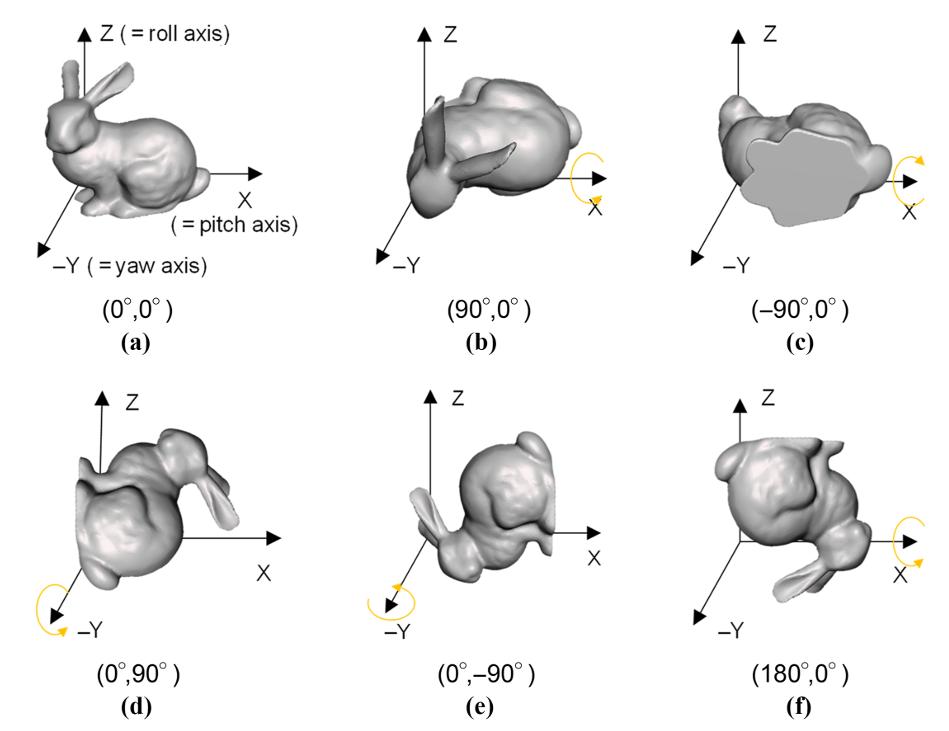 Z (= roll axis)
X
(= pitch axis)
–Y (= yaw axis)
(0°,0° )
(a)
Z
X
–Y
(90°,0° )
(b)
Z
X
–Y
(–90°,0° )
(c)
Z
X
–Y
(0°,90° )
(d)
Z
X
–Y
(0°,–90° )
(e)
Z
X
–Y
(180°,0° )
(f)